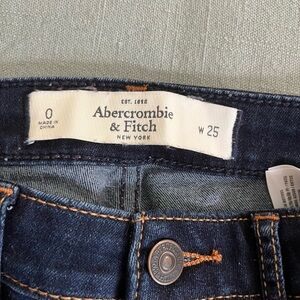 EST. 1892
Abercrombie
& Fitch
NEW YORK
0
MADE IN
CHINA
W 25